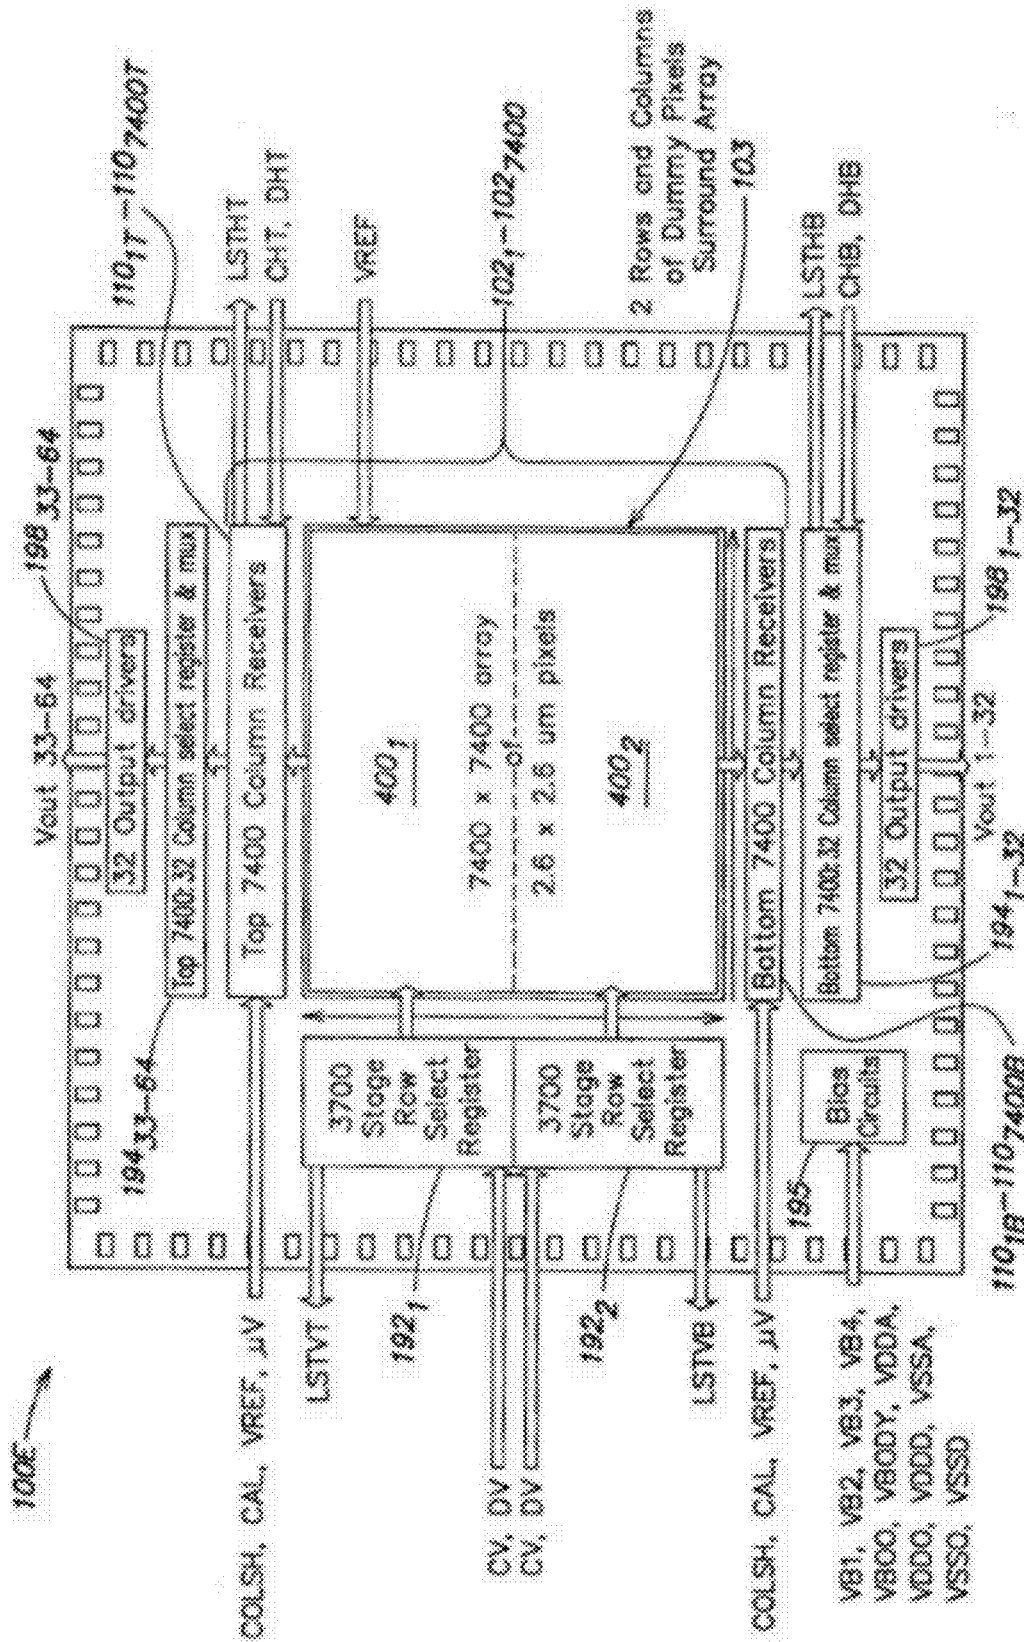 100E
Vout 33-64
198 33-64
110 1T - 110 7400T
32 Output drivers
194 33-64
Top 7400:32 Column select register & mux
LSTHT
COLSH, CAL, VREF, µV
Top 7400 Column Receivers
CHT, DHT
LSTVT
VREF
3700
Stage
Row
Select
Register
192 1
400 1
7400 x 7400 array
of
2.6 x 2.6 um pixels
102 1 - 102 7400
CV, DV
CV, DV
3700
Stage
Row
Select
Register
192 2
400 2
2 Rows and Columns
of Dummy Pixels
Surround Array
103
LSTVB
COLSH, CAL, VREF, µV
Bottom 7400 Column Receivers
LSTHB
195
Bias
Circuits
Bottom 7400:32 Column select register & mux
CHB, DHB
VB1, VB2, VB3, VB4,
VBOO, VBODY, VDDA,
VDDO, VDDD, VSSA,
VSSO, VSSD
32 Output drivers
198 1-32
Vout 1-32
194 1-32
110 1B - 110 7400B